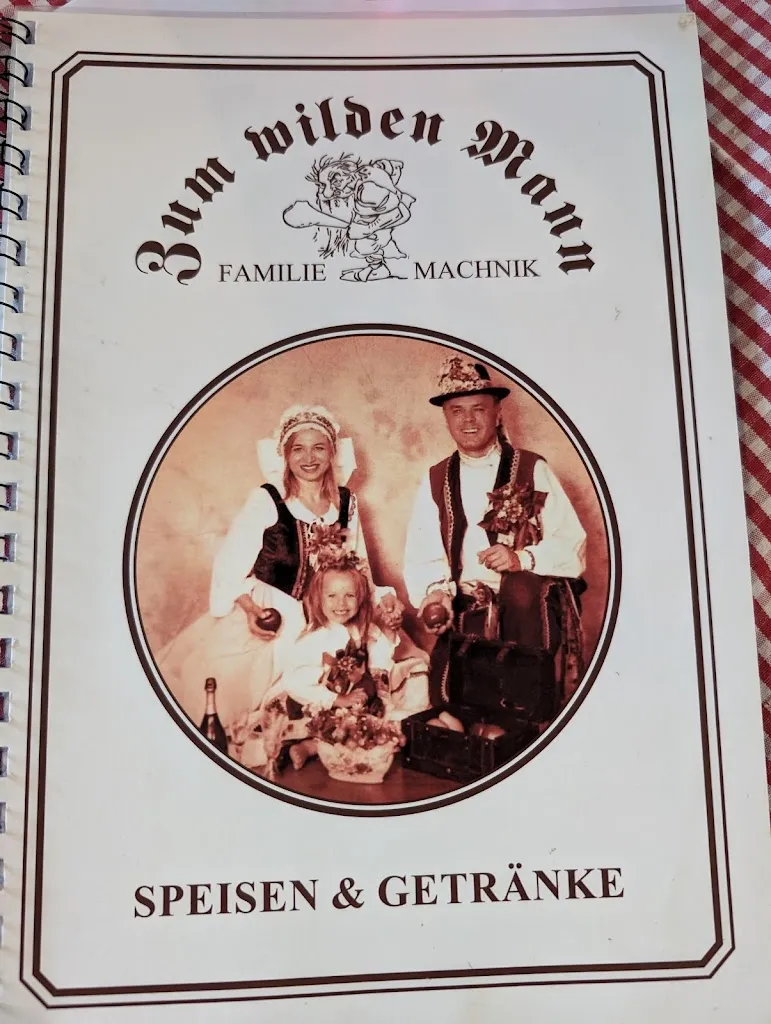 Zum wilden Mann
FAMILIE MACHNIK
SPEISEN & GETRÄNKE